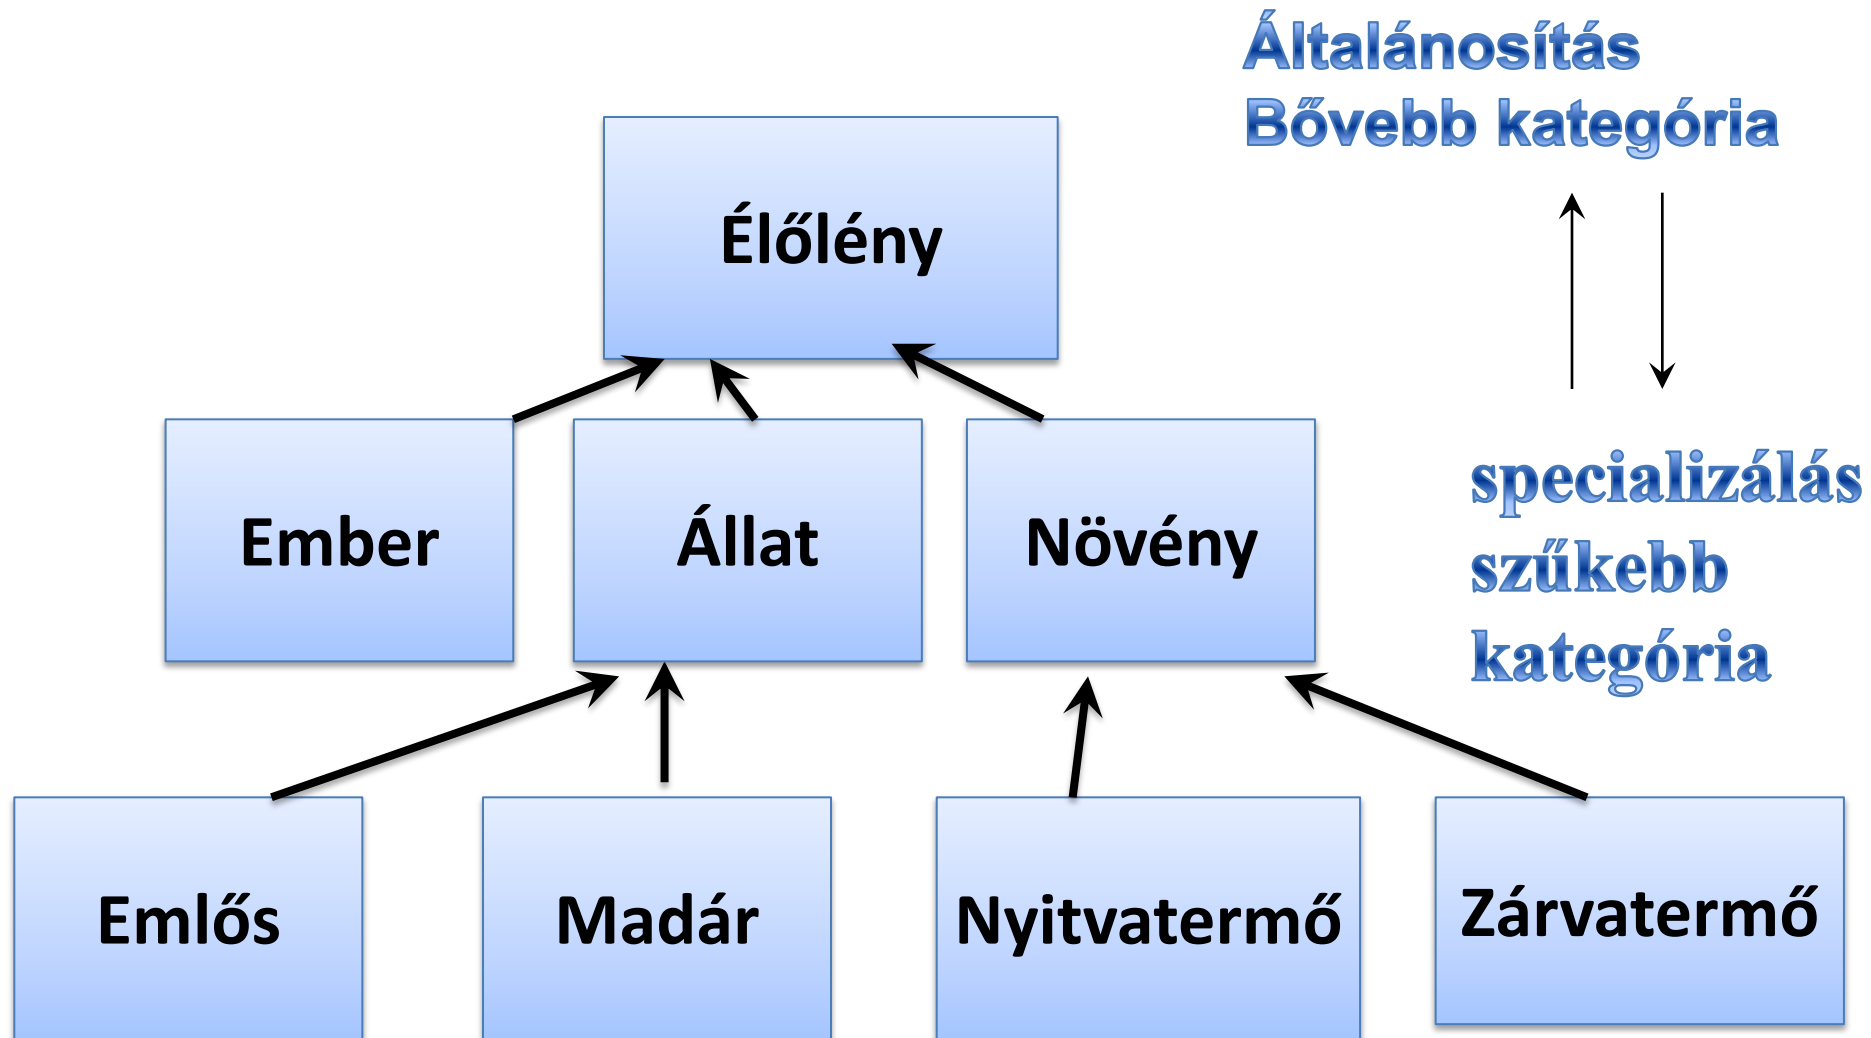 Általánosítás
Bővebb kategória
Élőlény
Ember
Állat
Növény
specializálás
szűkebb
kategória
Emlős
Madár
Nyitvatermő
Zárvatermő